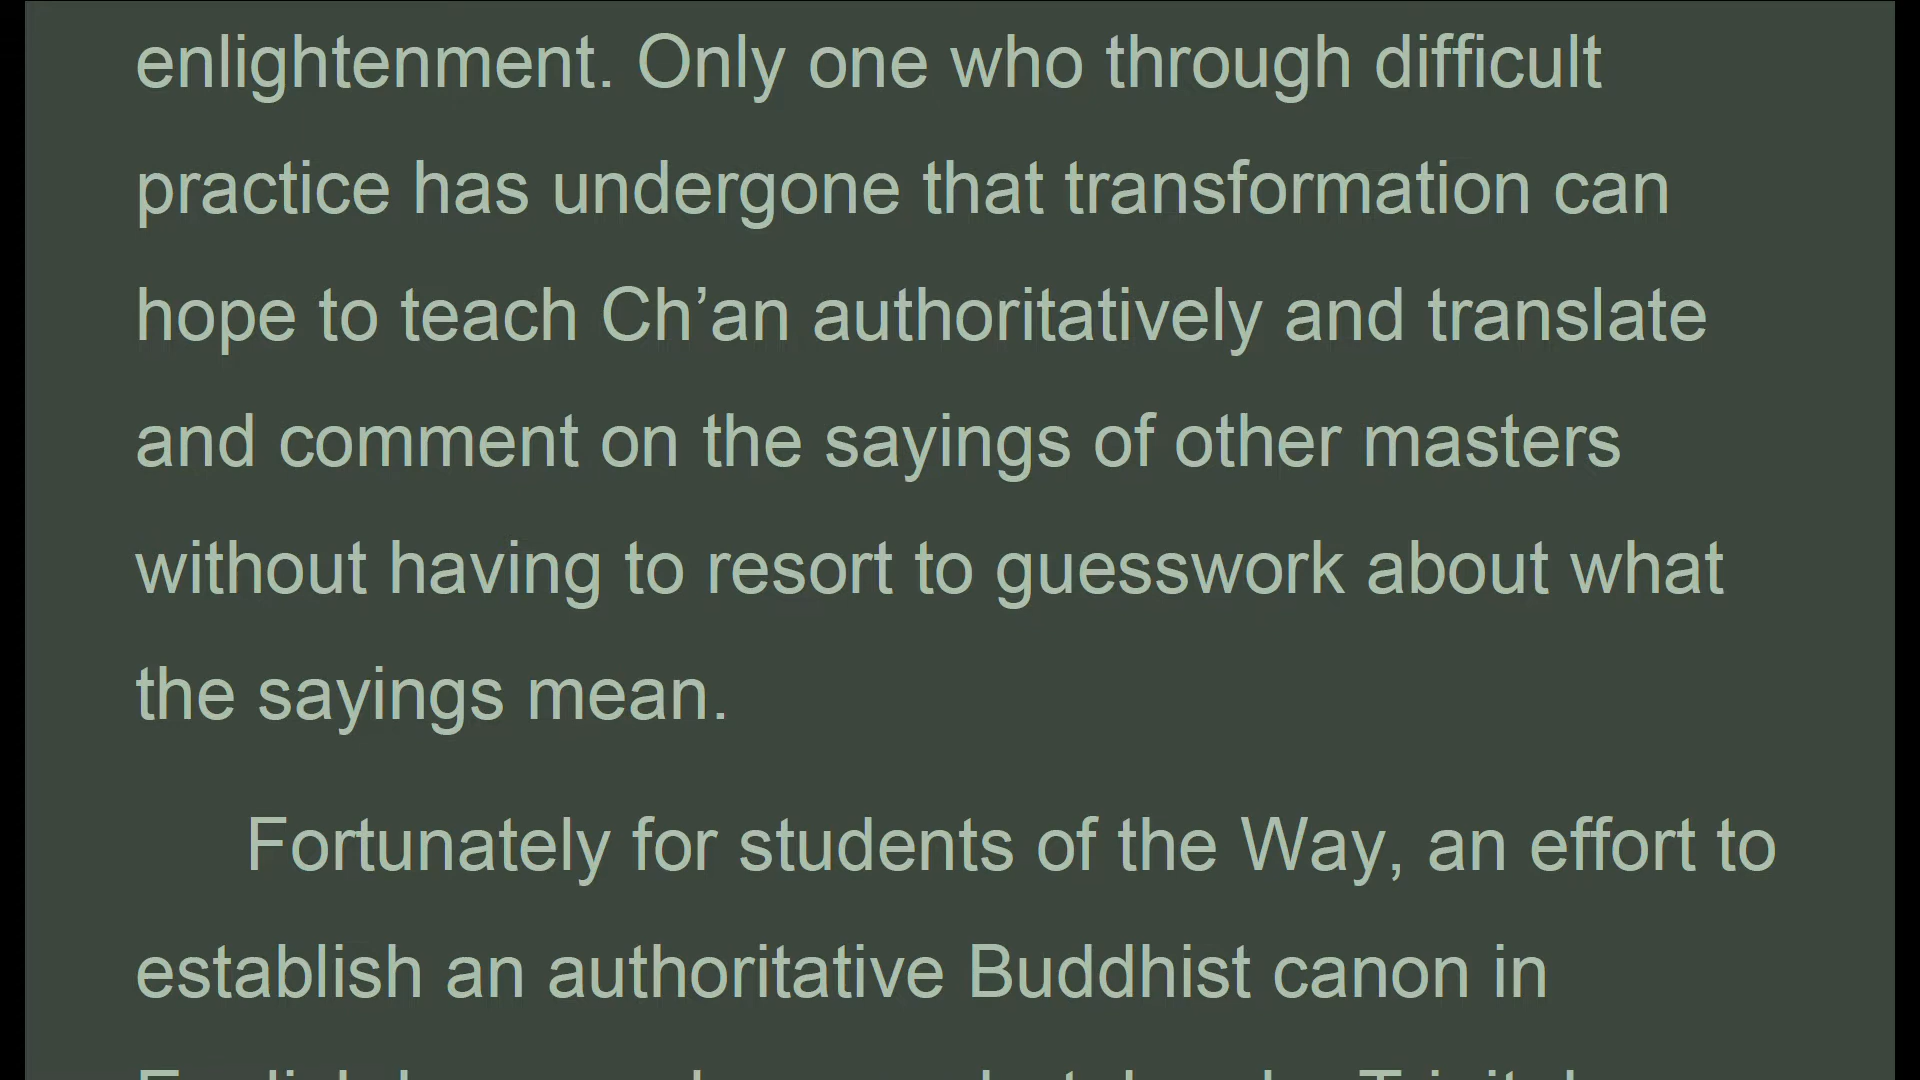 enlightenment. Only one who through difficult
practice has undergone that transformation can
hope to teach Ch’an authoritatively and translate
and comment on the sayings of other masters
without having to resort to guesswork about what
the sayings mean.
Fortunately for students of the Way, an effort to
establish an authoritative Buddhist canon in